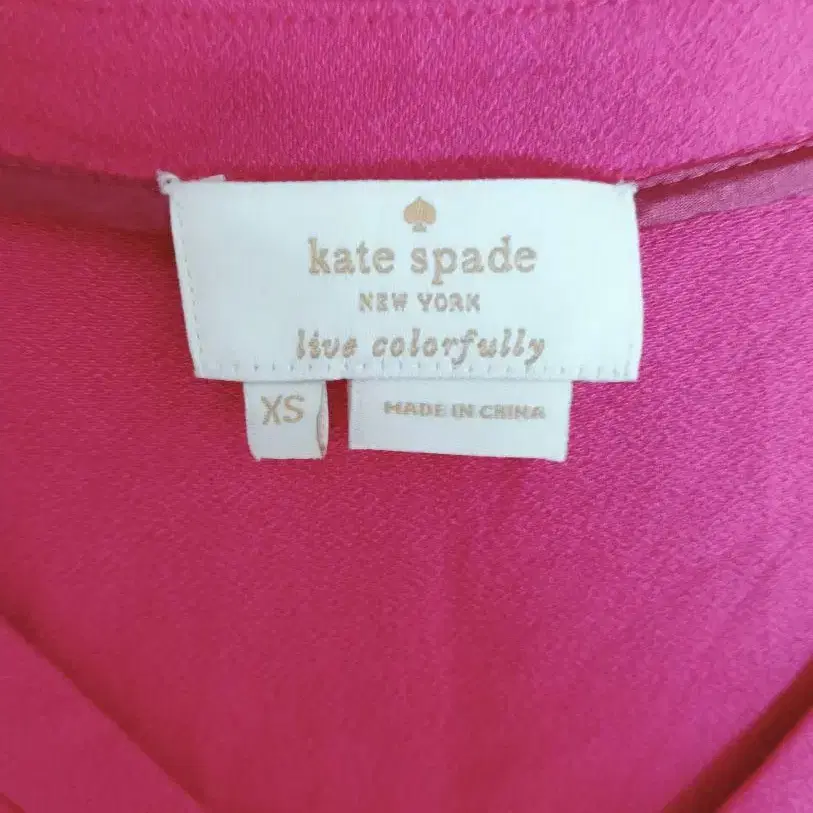 kate spade
NEW YORK
live colorfully
XS
MADE IN CHINA